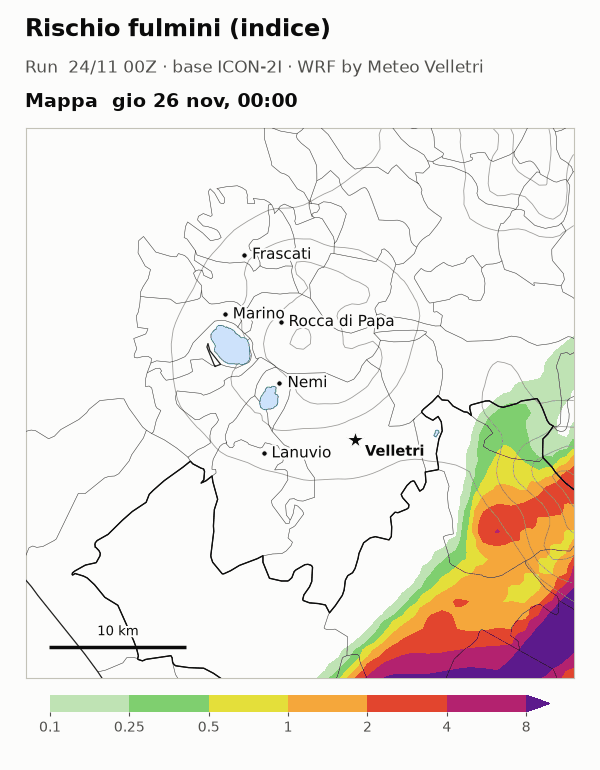 Rischio fulmini (indice)
Run  24/11 00Z · base ICON-2I · WRF by Meteo Velletri
Mappa  gio 26 nov, 00:00
Frascati
Marino
Rocca di Papa
Nemi
Velletri
Lanuvio
10 km
0.1 0.25 0.5 1 2 4 8